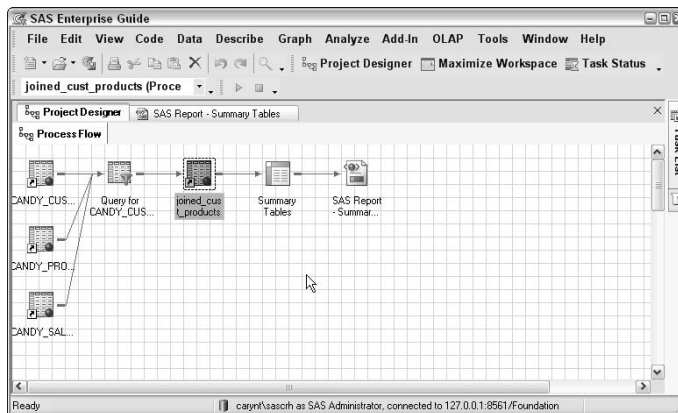 SAS Enterprise Guide
File Edit View Code Data Describe Graph Analyze Add-In OLAP Tools Window Help
Project Designer Maximize Workspace Task Status
joined_cust_products (Proce
Project Designer SAS Report - Summary Tables
Process Flow
CANDY_CUS...
Query for
CANDY_CUS...
joined_cus
t_products
Summary
Tables
SAS Report
- Summar...
CANDY_PRO...
CANDY_SAL...
Task List
Ready
carynt\sascrh as SAS Administrator, connected to 127.0.0.1:8561/Foundation